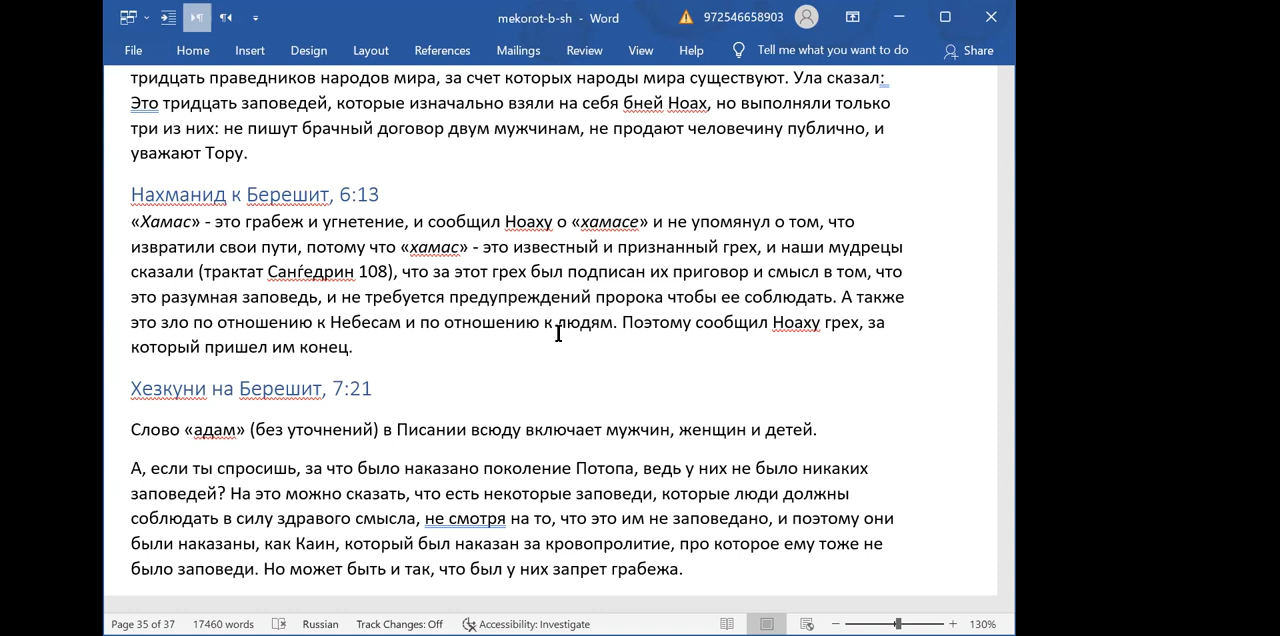 mekorot-b-sh - Word
972546658903
File Home Insert Design Layout References Mailings Review View Help Tell me what you want to do Share
тридцать праведников народов мира, за счет которых народы мира существуют. Ула сказал:
Это тридцать заповедей, которые изначально взяли на себя бней Ноах, но выполняли только
три из них: не пишут брачный договор двум мужчинам, не продают человечину публично, и
уважают Тору.
Нахманид к Берешит, 6:13
«Хамас» - это грабеж и угнетение, и сообщил Ноаху о «хамасе» и не упомянул о том, что
извратили свои пути, потому что «хамас» - это известный и признанный грех, и наши мудрецы
сказали (трактат Санѓедрин 108), что за этот грех был подписан их приговор и смысл в том, что
это разумная заповедь, и не требуется предупреждений пророка чтобы ее соблюдать. А также
это зло по отношению к Небесам и по отношению к людям. Поэтому сообщил Ноаху грех, за
который пришел им конец.
Хезкуни на Берешит, 7:21
Слово «адам» (без уточнений) в Писании всюду включает мужчин, женщин и детей.
А, если ты спросишь, за что было наказано поколение Потопа, ведь у них не было никаких
заповедей? На это можно сказать, что есть некоторые заповеди, которые люди должны
соблюдать в силу здравого смысла, не смотря на то, что это им не заповедано, и поэтому они
были наказаны, как Каин, который был наказан за кровопролитие, про которое ему тоже не
было заповеди. Но может быть и так, что был у них запрет грабежа.
Page 35 of 37 17460 words Russian Track Changes: Off Accessibility: Investigate 130%